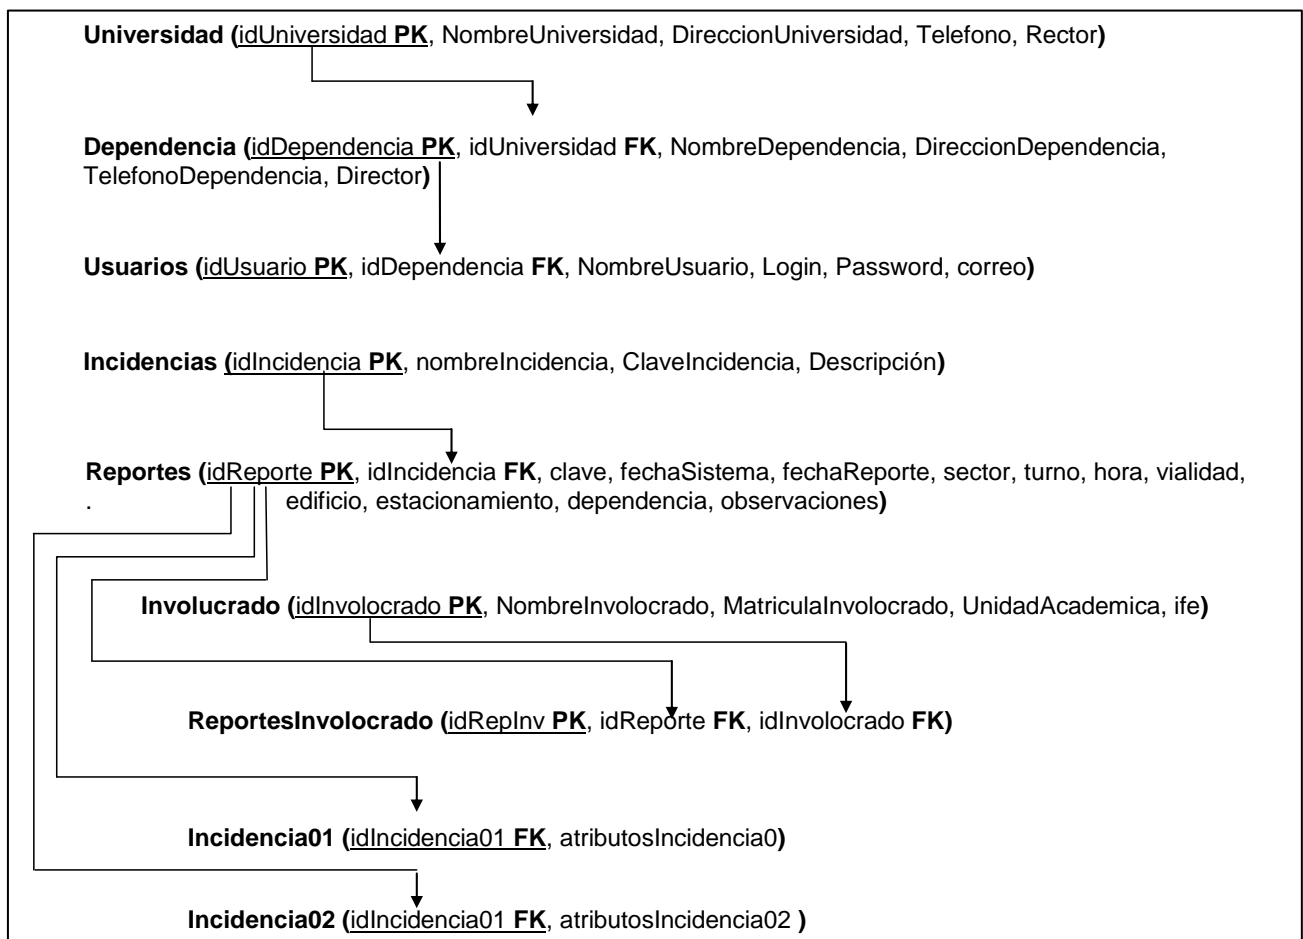 Universidad (idUniversidad PK, NombreUniversidad, DireccionUniversidad, Telefono, Rector)
Dependencia (idDependencia PK, idUniversidad FK, NombreDependencia, DireccionDependencia,
TelefonoDependencia, Director)
Usuarios (idUsuario PK, idDependencia FK, NombreUsuario, Login, Password, correo)
Incidencias (idIncidencia PK, nombreIncidencia, ClaveIncidencia, Descripción)
Reportes (idReporte PK, idIncidencia FK, clave, fechaSistema, fechaReporte, sector, turno, hora, vialidad,
. edificio, estacionamiento, dependencia, observaciones)
Involucrado (idInvolocrado PK, NombreInvolocrado, MatriculaInvolocrado, UnidadAcademica, ife)
ReportesInvolocrado (idRepInv PK, idReporte FK, idInvolocrado FK)
Incidencia01 (idIncidencia01 FK, atributosIncidencia0)
Incidencia02 (idIncidencia01 FK, atributosIncidencia02 )